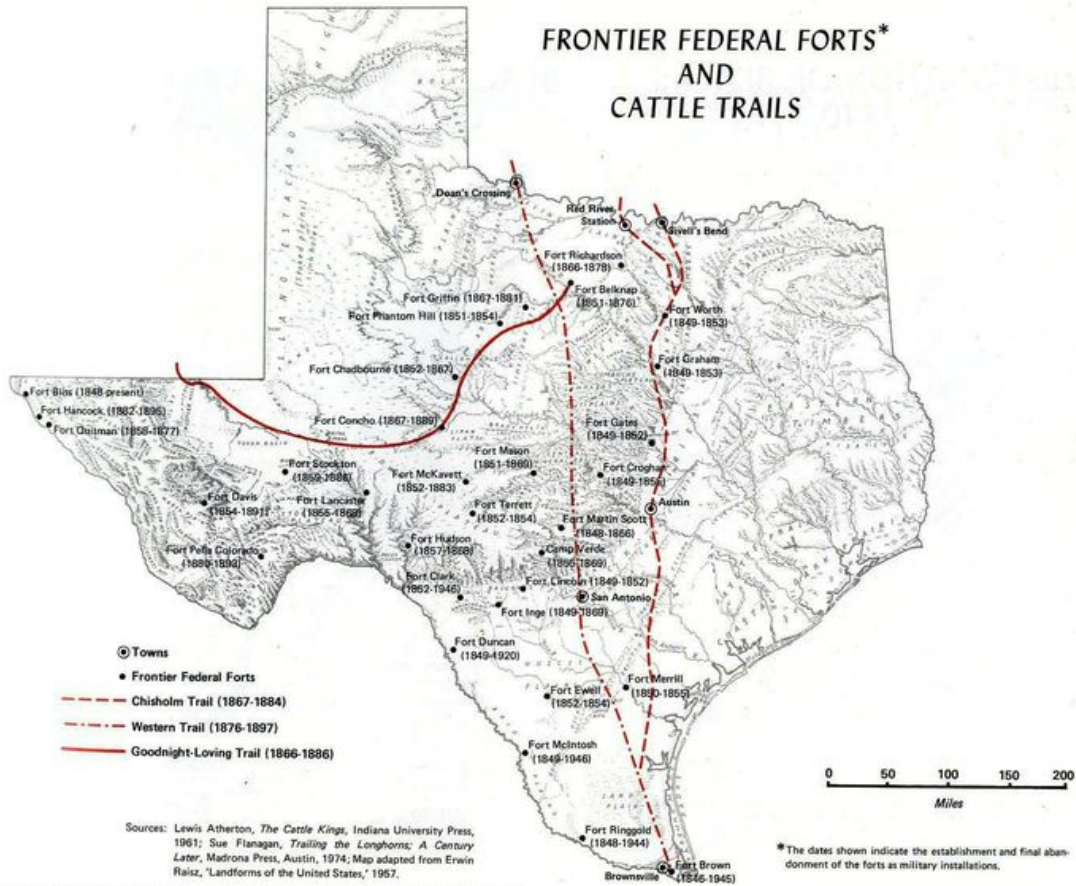 FRONTIER FEDERAL FORTS*
AND
CATTLE TRAILS
LLANO ESTACADO
Doan's Crossing
Red River
Station
Sivell's Bend
Fort Richardson
(1866-1878)
Fort Belknap
(1851-1876)
Fort Griffin (1867-1881)
Fort Phantom Hill (1851-1854)
Fort Worth
(1849-1853)
Fort Graham
(1849-1853)
Fort Chadbourne (1852-1867)
Fort Bliss (1848-present)
Fort Hancock (1882-1895)
Fort Quitman (1858-1877)
Fort Concho (1867-1889)
Fort Gates
(1849-1852)
Fort Mason
(1851-1869)
Fort Stockton
(1859-1886)
Fort McKavett
(1852-1883)
Fort Croghan
(1849-1855)
Fort Davis
(1854-1891)
Fort Lancaster
(1855-1869)
Austin
Fort Terrett
(1852-1854)
Fort Martin Scott
(1848-1866)
Fort Hudson
(1857-1868)
Camp Verde
(1855-1869)
Fort Peña Colorado
(1880-1893)
Fort Clark
(1852-1946)
Fort Lincoln (1849-1852)
San Antonio
Fort Inge (1849-1869)
Fort Duncan
(1849-1920)
Towns
Frontier Federal Forts
Chisholm Trail (1867-1884)
Western Trail (1876-1897)
Goodnight-Loving Trail (1866-1886)
Fort Merrill
(1850-1855)
Fort Ewell
(1852-1854)
Fort McIntosh
(1849-1946)
0 50 100 150 200
Miles
Fort Ringgold
(1848-1944)
Brownsville
Fort Brown
(1846-1945)
Sources: Lewis Atherton, The Cattle Kings, Indiana University Press,
1961; Sue Flanagan, Trailing the Longhorns; A Century
Later, Madrona Press, Austin, 1974; Map adapted from Erwin
Raisz, "Landforms of the United States," 1957.
*The dates shown indicate the establishment and final aban-
donment of the forts as military installations.